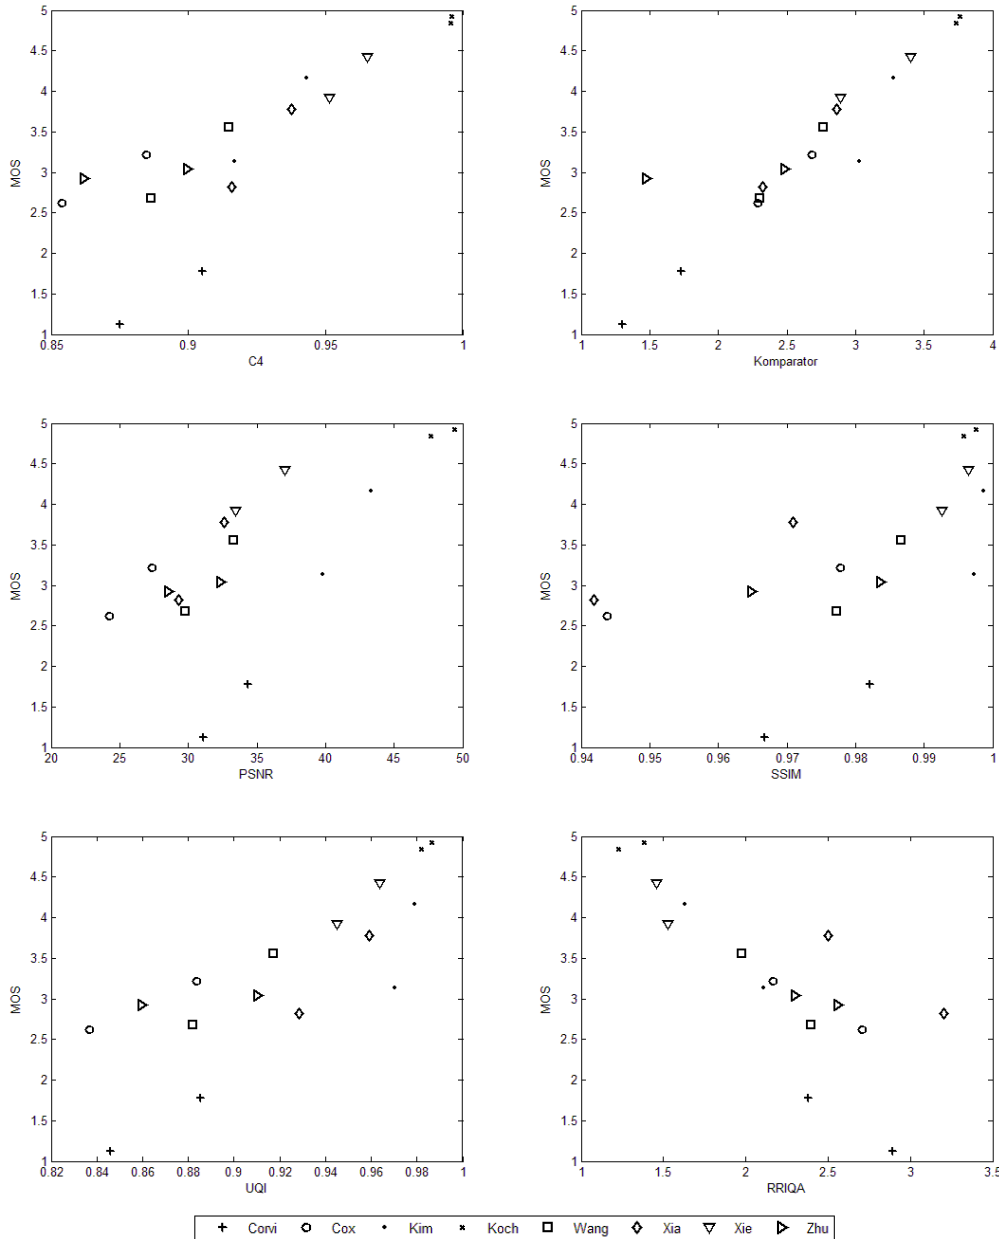 5
4.5
4
3.5
3
2.5
2
1.5
1
MOS
0.85 0.9 0.95 1
C4
5
4.5
4
3.5
3
2.5
2
1.5
1
MOS
1 1.5 2 2.5 3 3.5 4
Komparator
5
4.5
4
3.5
3
2.5
2
1.5
1
MOS
20 25 30 35 40 45 50
PSNR
5
4.5
4
3.5
3
2.5
2
1.5
1
MOS
0.94 0.95 0.96 0.97 0.98 0.99 1
SSIM
5
4.5
4
3.5
3
2.5
2
1.5
1
MOS
0.82 0.84 0.86 0.88 0.9 0.92 0.94 0.96 0.98 1
UQI
5
4.5
4
3.5
3
2.5
2
1.5
1
MOS
1 1.5 2 2.5 3 3.5
RRIQA
Corvi Cox Kim Koch Wang Xia Xie Zhu